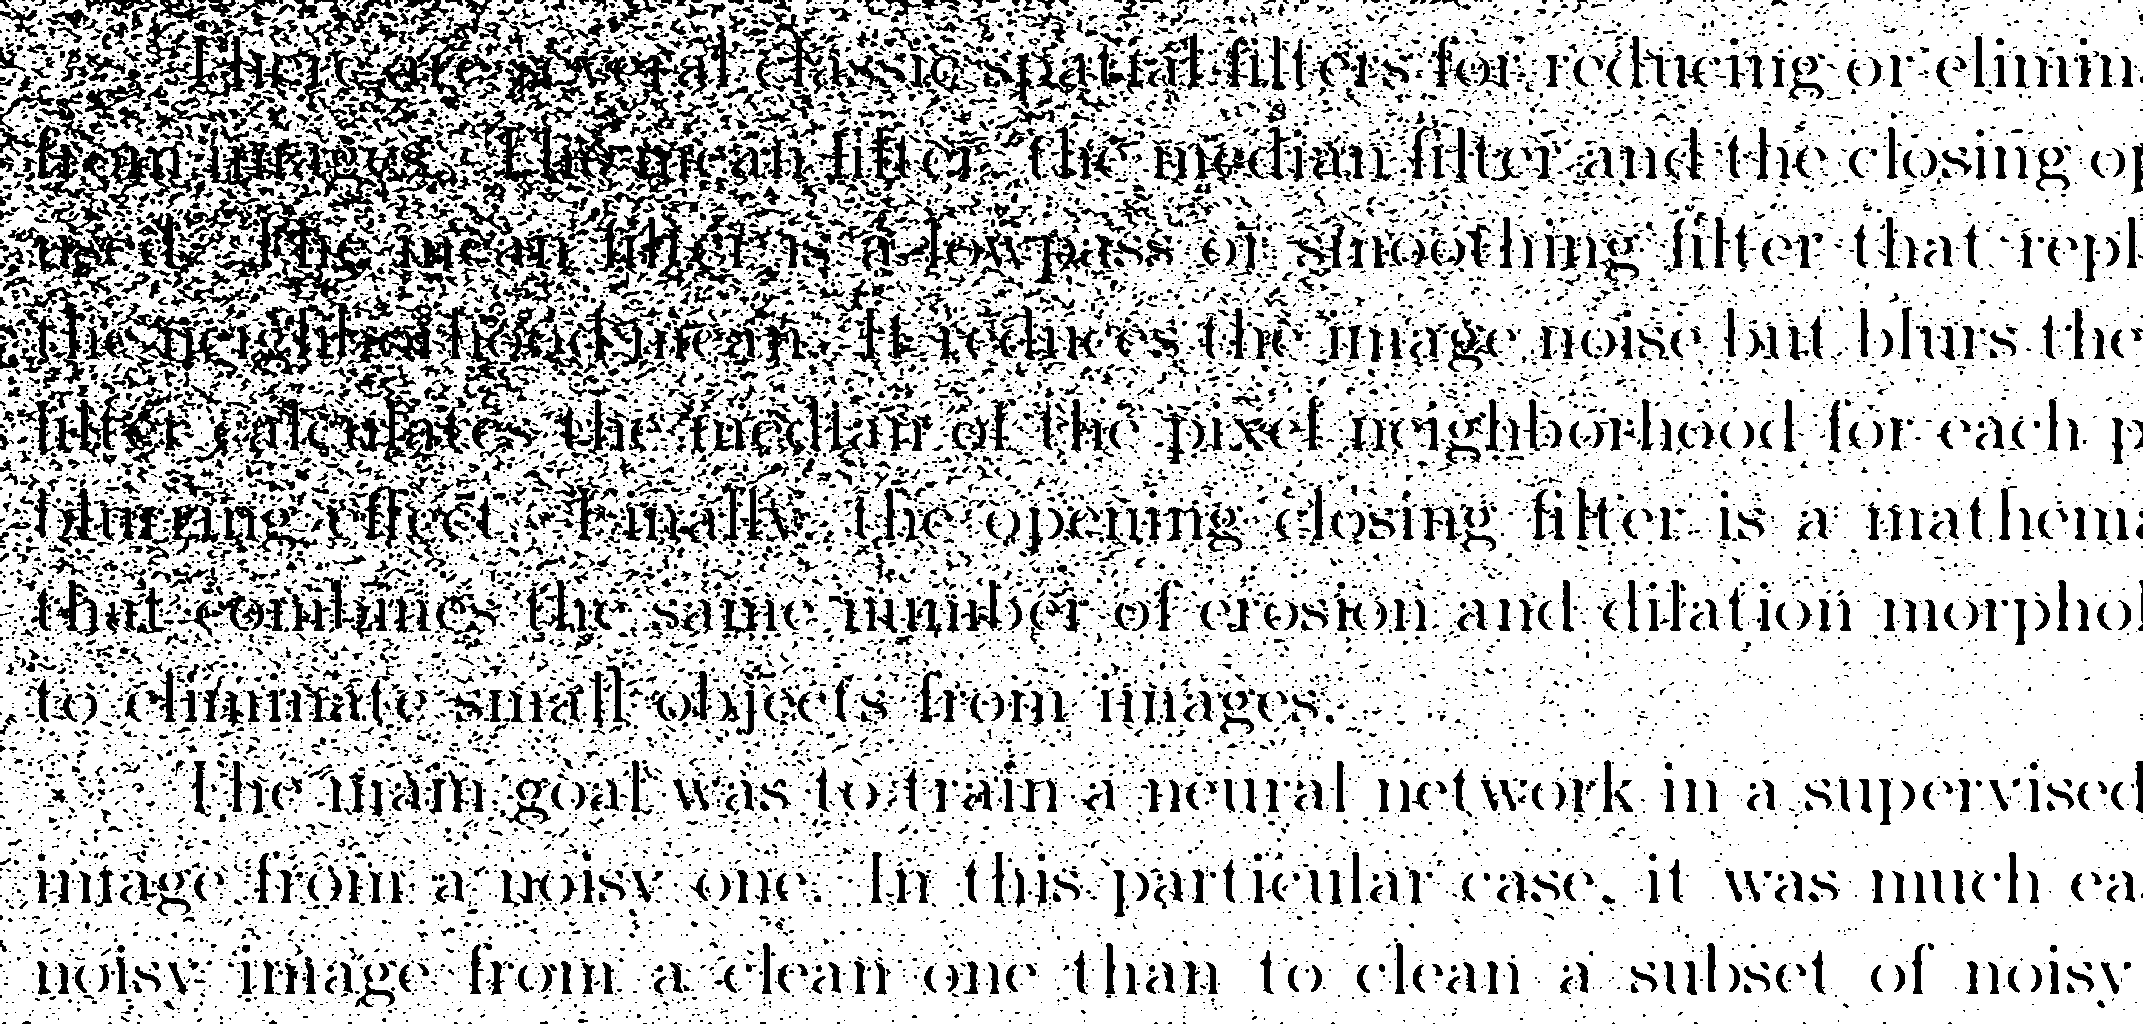 There are several classic spatial filters for reducing or elimin
from images. The mean filter, the median filter and the closing op
used. The mean filter is a lowpass or smoothing filter that repl
the neighborhood mean. It reduces the image noise but blurs the
filter calculates the median of the pixel neighborhood for each p
blurring effect. Finally, the opening closing filter is a mathema
that combines the same number of erosion and dilation morphol
to eliminate small objects from images.
The main goal was to train a neural network in a supervised
image from a noisy one. In this particular case, it was much ea
noisy image from a clean one than to clean a subset of noisy